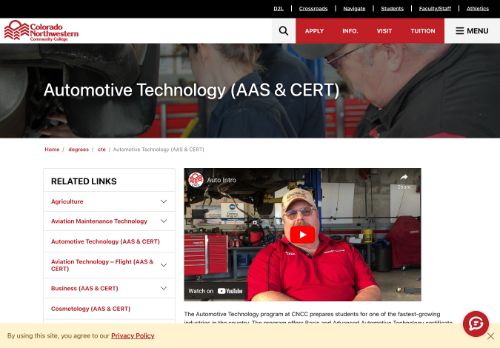 D2L | Crossroads | Navigate | Students | Faculty/Staff | Athletics
Colorado
Northwestern
Community College
APPLY INFO. VISIT TUITION MENU
Automotive Technology (AAS & CERT)
Home / degrees / cte / Automotive Technology (AAS & CERT)
RELATED LINKS
Agriculture
Aviation Maintenance Technology
Automotive Technology (AAS & CERT)
Aviation Technology – Flight (AAS &
CERT)
Business (AAS & CERT)
Cosmetology (AAS & CERT)
Auto Intro
Share
Watch on YouTube
The Automotive Technology program at CNCC prepares students for one of the fastest-growing
industries in the country. The program offers Basic and Advanced Automotive Technology certificate
By using this site, you agree to our Privacy Policy